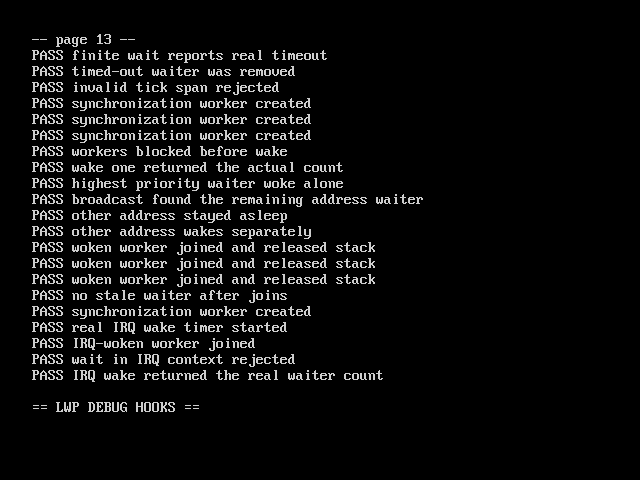 -- page 13 --
PASS finite wait reports real timeout
PASS timed-out waiter was removed
PASS invalid tick span rejected
PASS synchronization worker created
PASS synchronization worker created
PASS synchronization worker created
PASS workers blocked before wake
PASS wake one returned the actual count
PASS highest priority waiter woke alone
PASS broadcast found the remaining address waiter
PASS other address stayed asleep
PASS other address wakes separately
PASS woken worker joined and released stack
PASS woken worker joined and released stack
PASS woken worker joined and released stack
PASS no stale waiter after joins
PASS synchronization worker created
PASS real IRQ wake timer started
PASS IRQ-woken worker joined
PASS wait in IRQ context rejected
PASS IRQ wake returned the real waiter count
== LWP DEBUG HOOKS ==